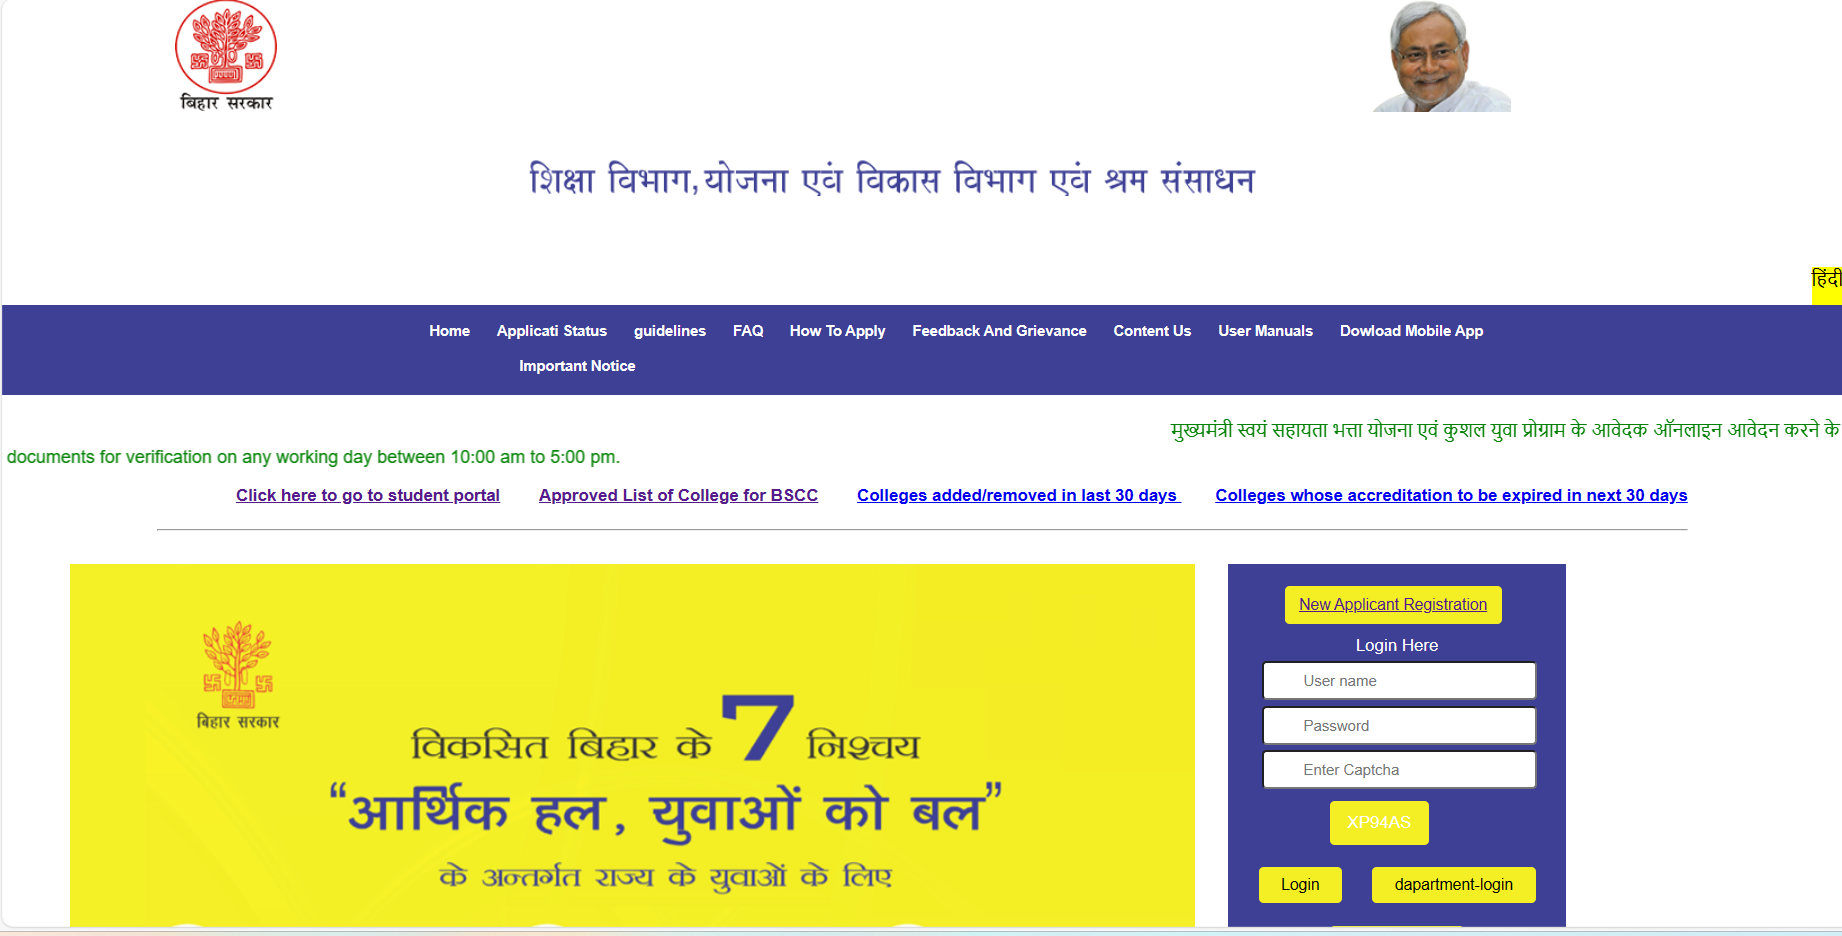 बिहार सरकार
शिक्षा विभाग,योजना एवं विकास विभाग एवं श्रम संसाधन
हिंदी
Home Applicati Status guidelines FAQ How To Apply Feedback And Grievance Content Us User Manuals Dowload Mobile App
Important Notice
मुख्यमंत्री स्वयं सहायता भत्ता योजना एवं कुशल युवा प्रोग्राम के आवेदक ऑनलाइन आवेदन करने के
documents for verification on any working day between 10:00 am to 5:00 pm.
Click here to go to student portal Approved List of College for BSCC Colleges added/removed in last 30 days Colleges whose accreditation to be expired in next 30 days
बिहार सरकार
विकसित बिहार के 7 निश्चय
“आर्थिक हल, युवाओं को बल”
के अन्तर्गत राज्य के युवाओं के लिए
New Applicant Registration
Login Here
User name
Password
Enter Captcha
XP94AS
Login dapartment-login